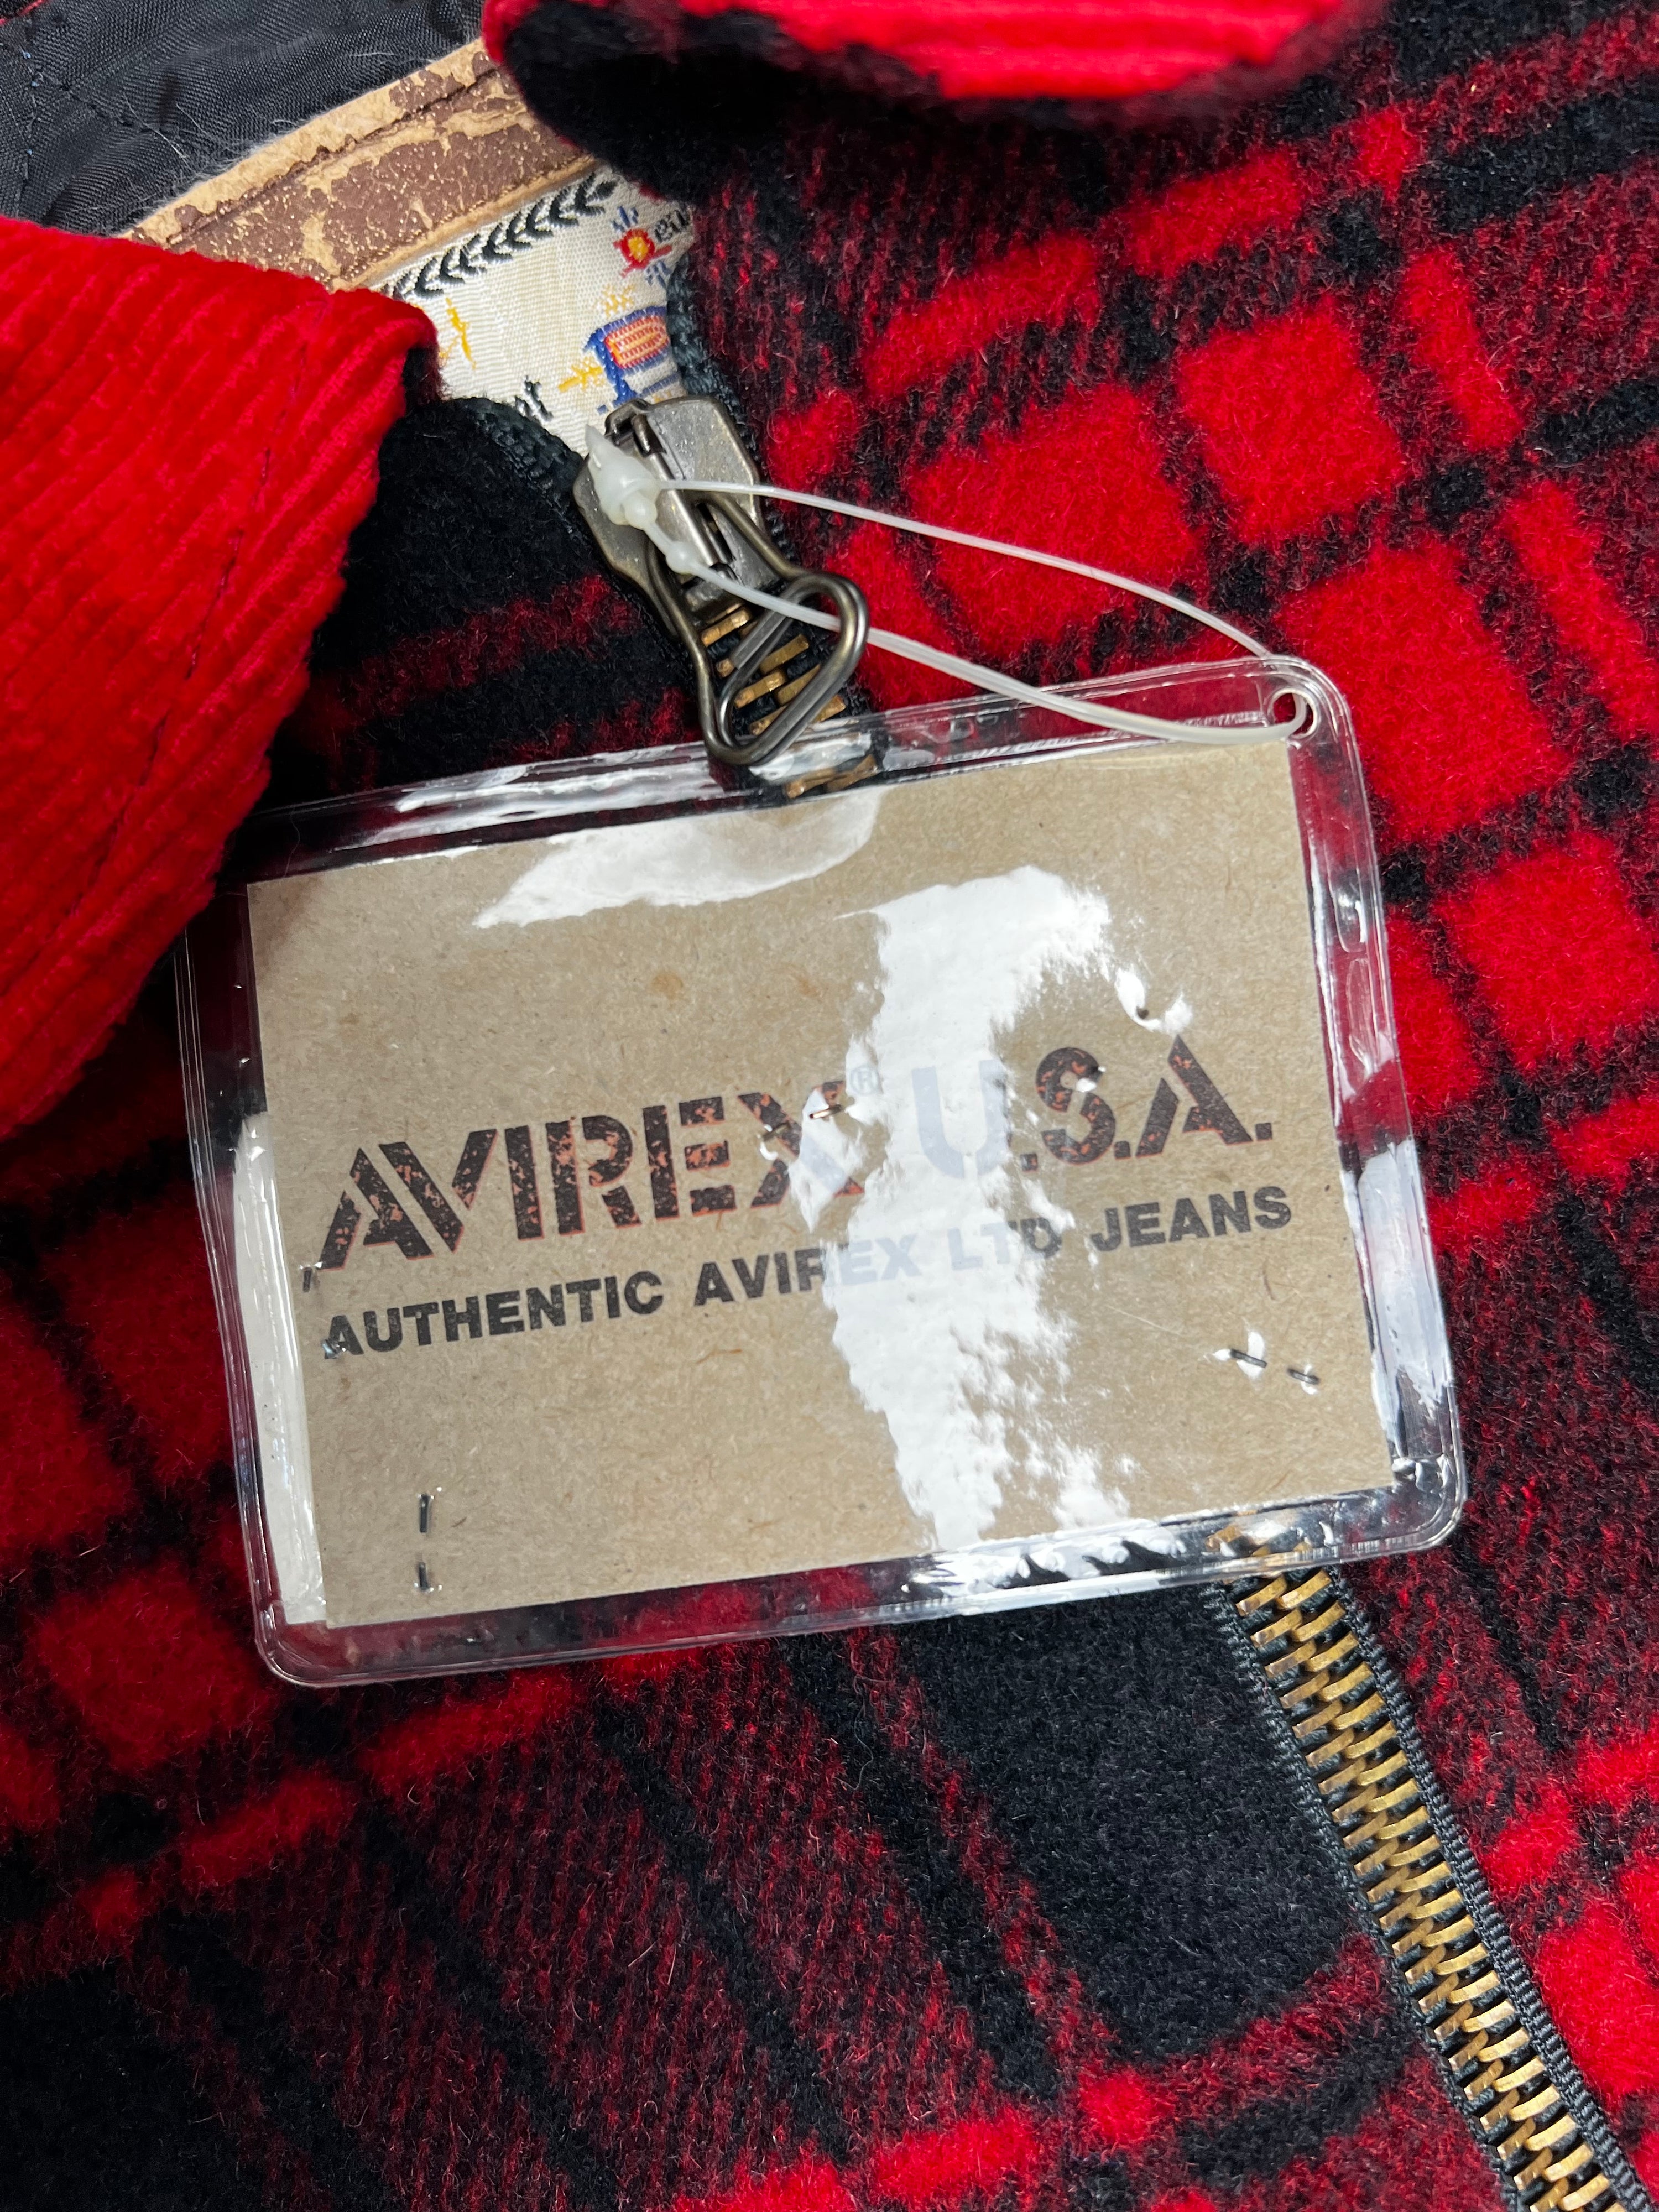 AVIREX® U.S.A.
AUTHENTIC AVIREX LTD JEANS